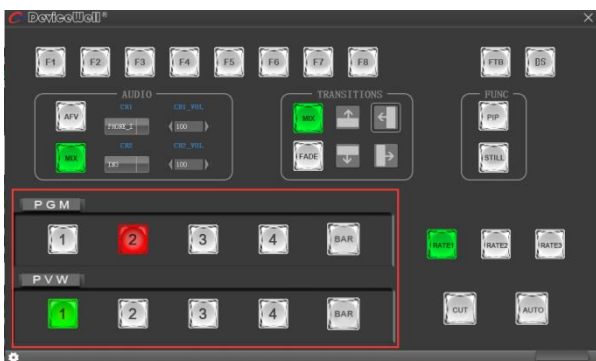 DeviceWell®
F1 F2 F3 F4 F5 F6 F7 F8 FTB DS
AUDIO TRANSITIONS FUNC
AFV CH1 CH1_VOL MIX PIP
PHONE_I 100
MIX CH2 CH2_VOL FADE STILL
IN3 100
PGM
1 2 3 4 BAR RATE1 RATE2 RATE3
PVW
1 2 3 4 BAR CUT AUTO